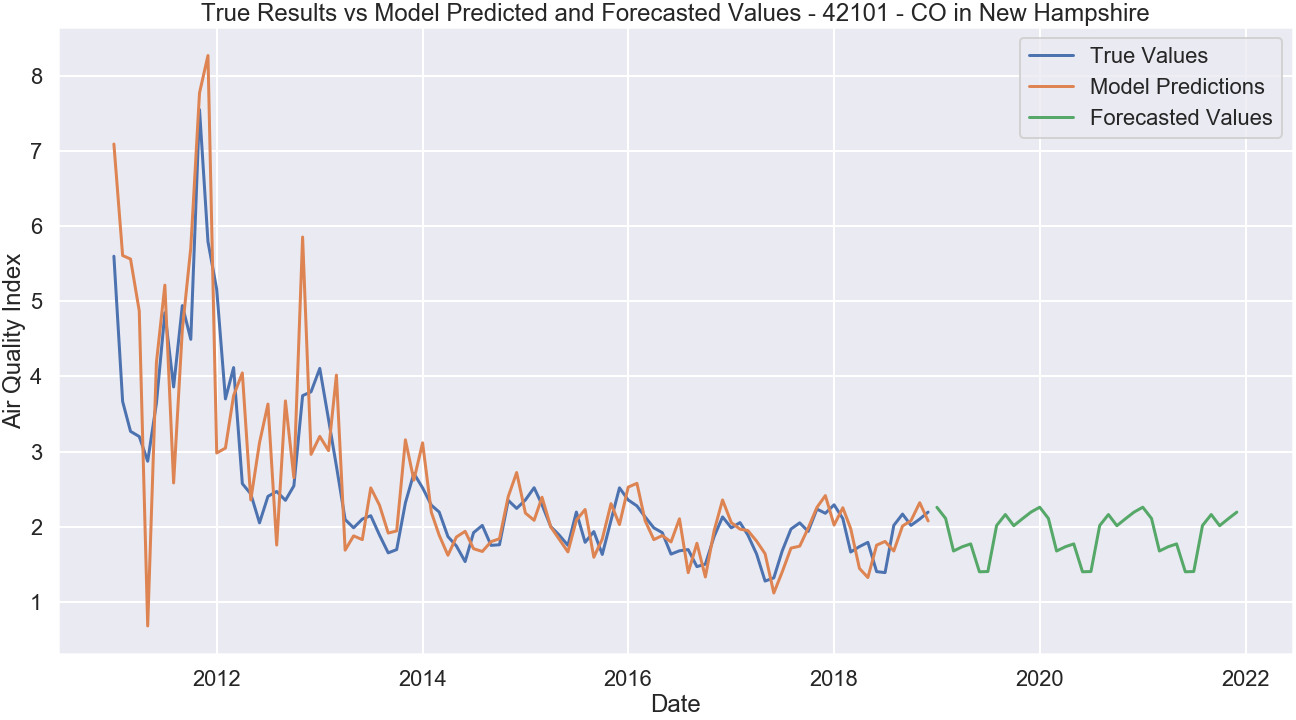 True Results vs Model Predicted and Forecasted Values - 42101 - CO in New Hampshire
True Values
Model Predictions
Forecasted Values
Air Quality Index
8
7
6
5
4
3
2
1
2012 2014 2016 2018 2020 2022
Date